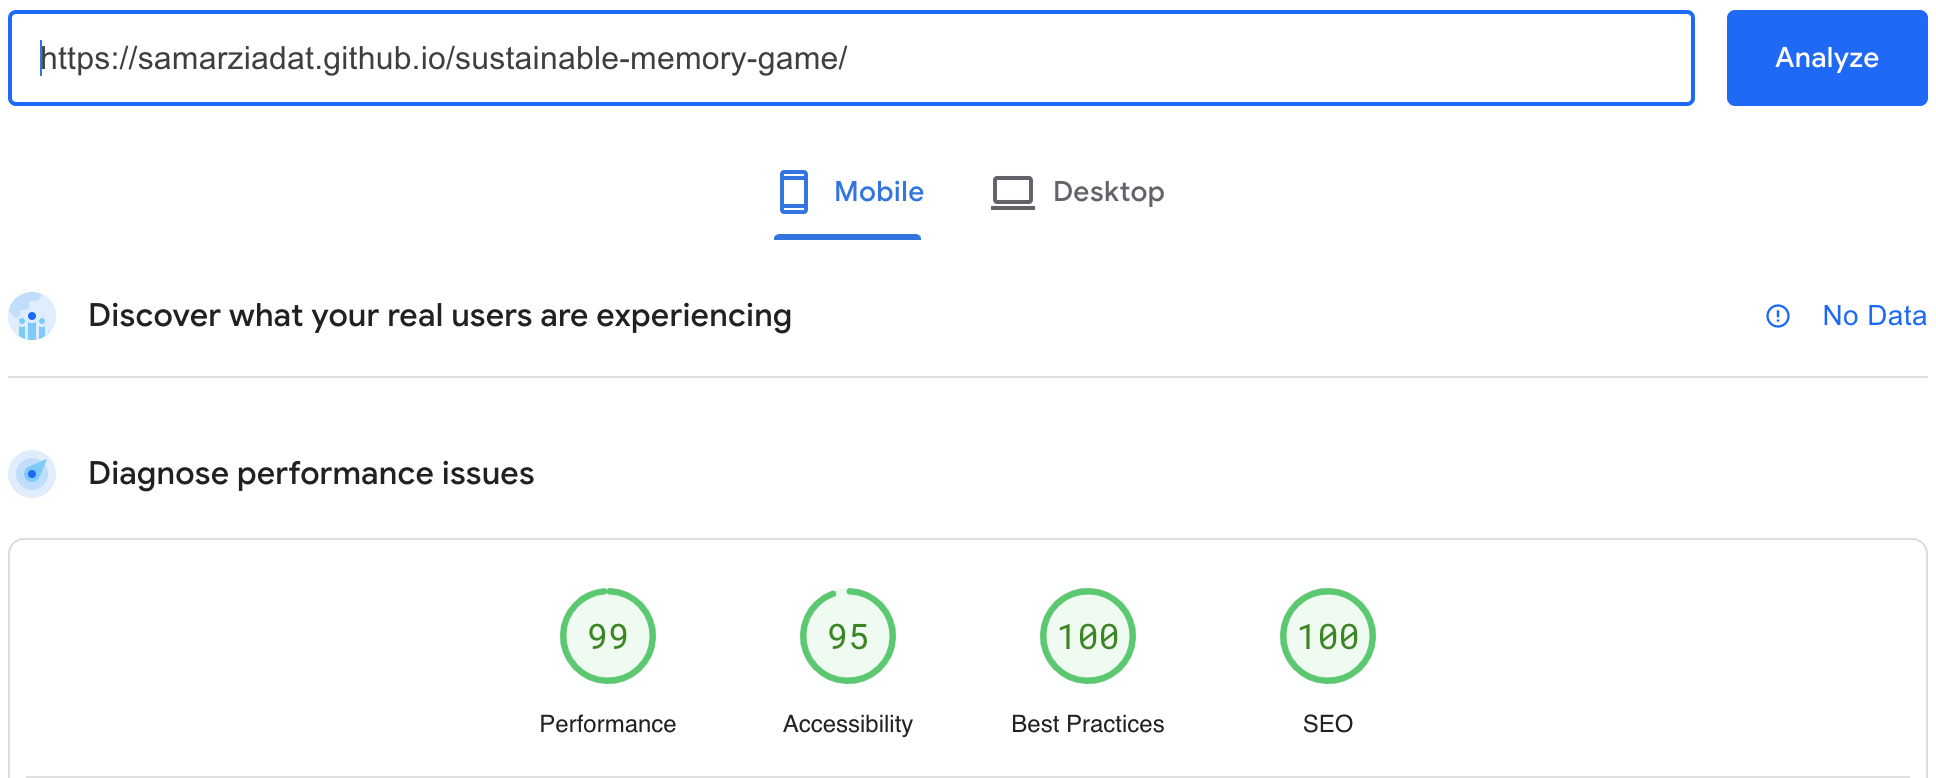 https://samarziadat.github.io/sustainable-memory-game/
Analyze
Mobile
Desktop
Discover what your real users are experiencing
No Data
Diagnose performance issues
99
95
100
100
Performance
Accessibility
Best Practices
SEO